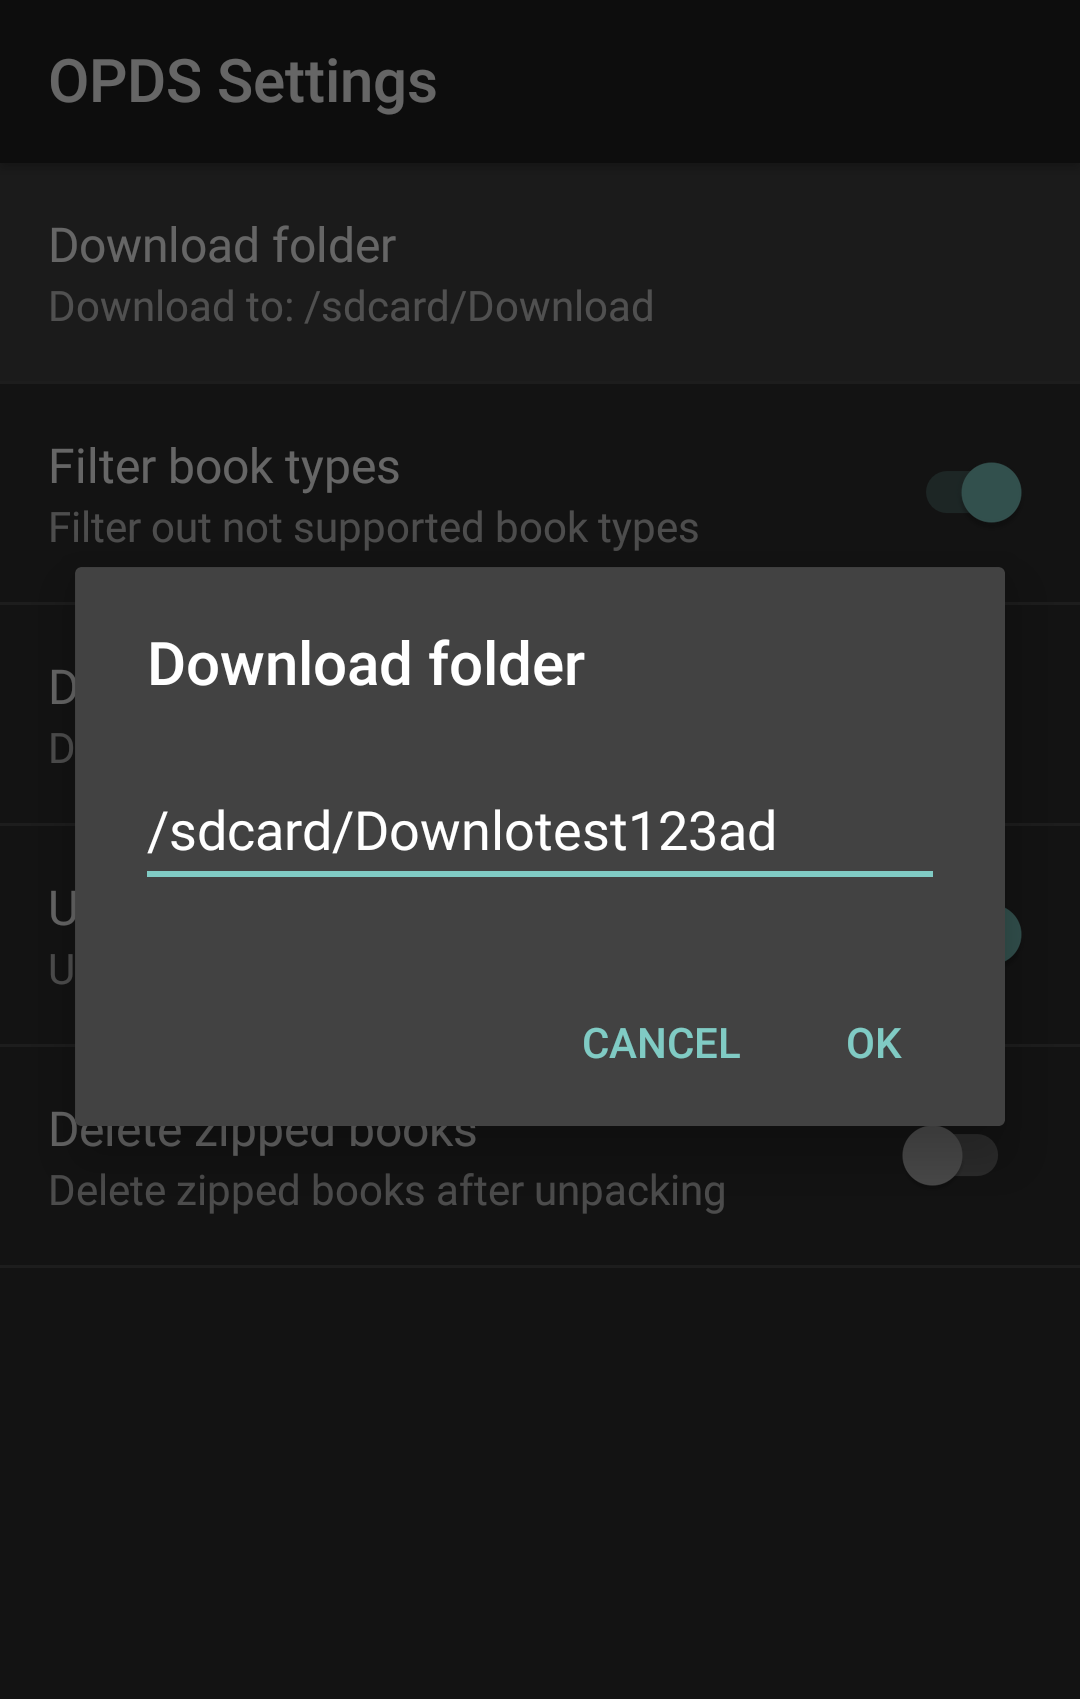 OPDS Settings
Download folder
Download to: /sdcard/Download
Filter book types
Filter out not supported book types
Download folder
/sdcard/Downlotest123ad
CANCEL
OK
Delete zipped books
Delete zipped books after unpacking